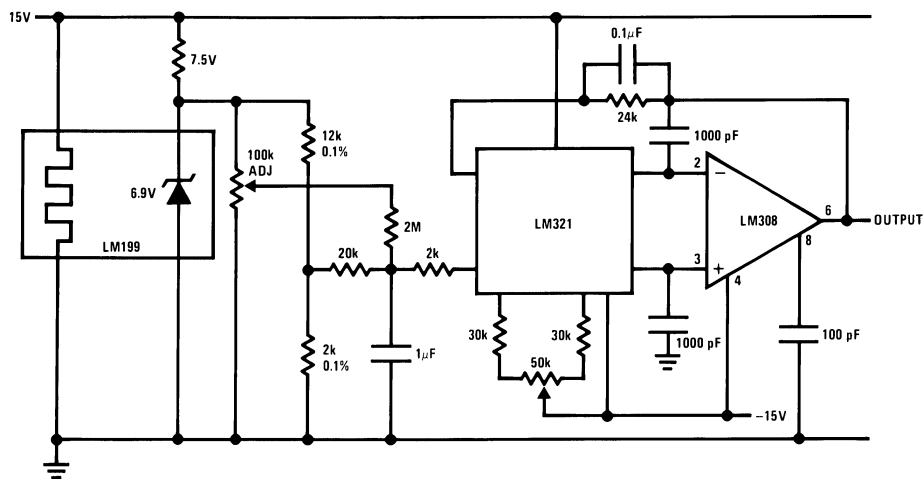 15V
7.5V
0.1μF
24k
1000 pF
12k
0.1%
100k
ADJ
6.9V
LM199
2M
20k
2k
2k
0.1%
1μF
LM321
2
3
LM308
6
8
4
OUTPUT
30k
30k
50k
1000 pF
100 pF
−15V